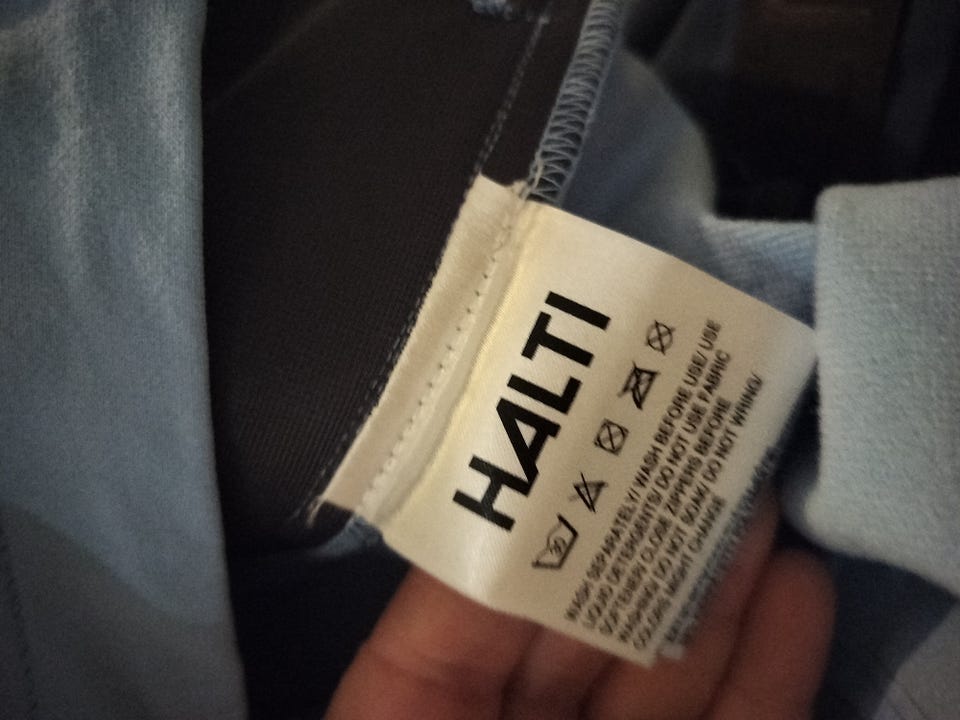 HALTI
30
WASH SEPARATELY/ WASH BEFORE USE/ USE
LIQUID DETERGENTS/ DO NOT USE FABRIC
SOFTENER/ CLOSE ZIPPERS BEFORE
WASHING/ DO NOT SOAK/ DO NOT WRING/
COLORS MIGHT CHANGE